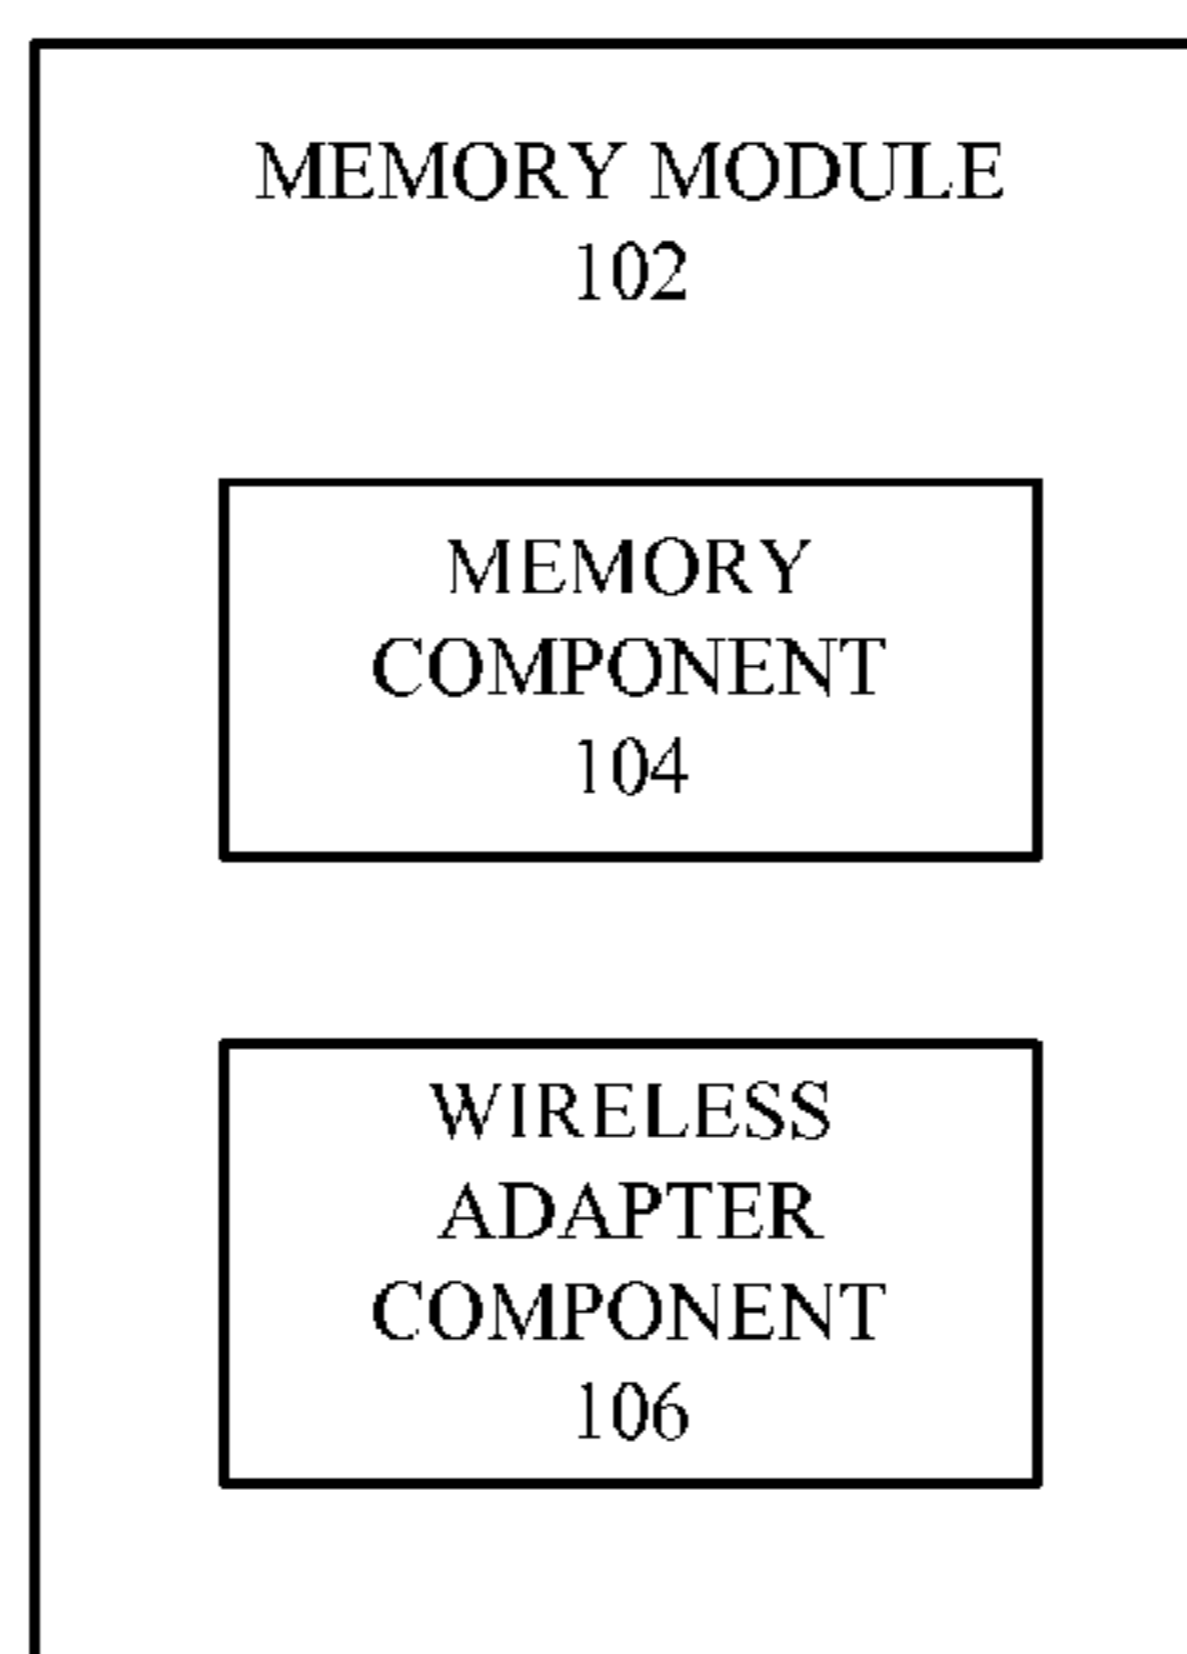 MEMORY MODULE
102
MEMORY
COMPONENT
104
WIRELESS
ADAPTER
COMPONENT
106